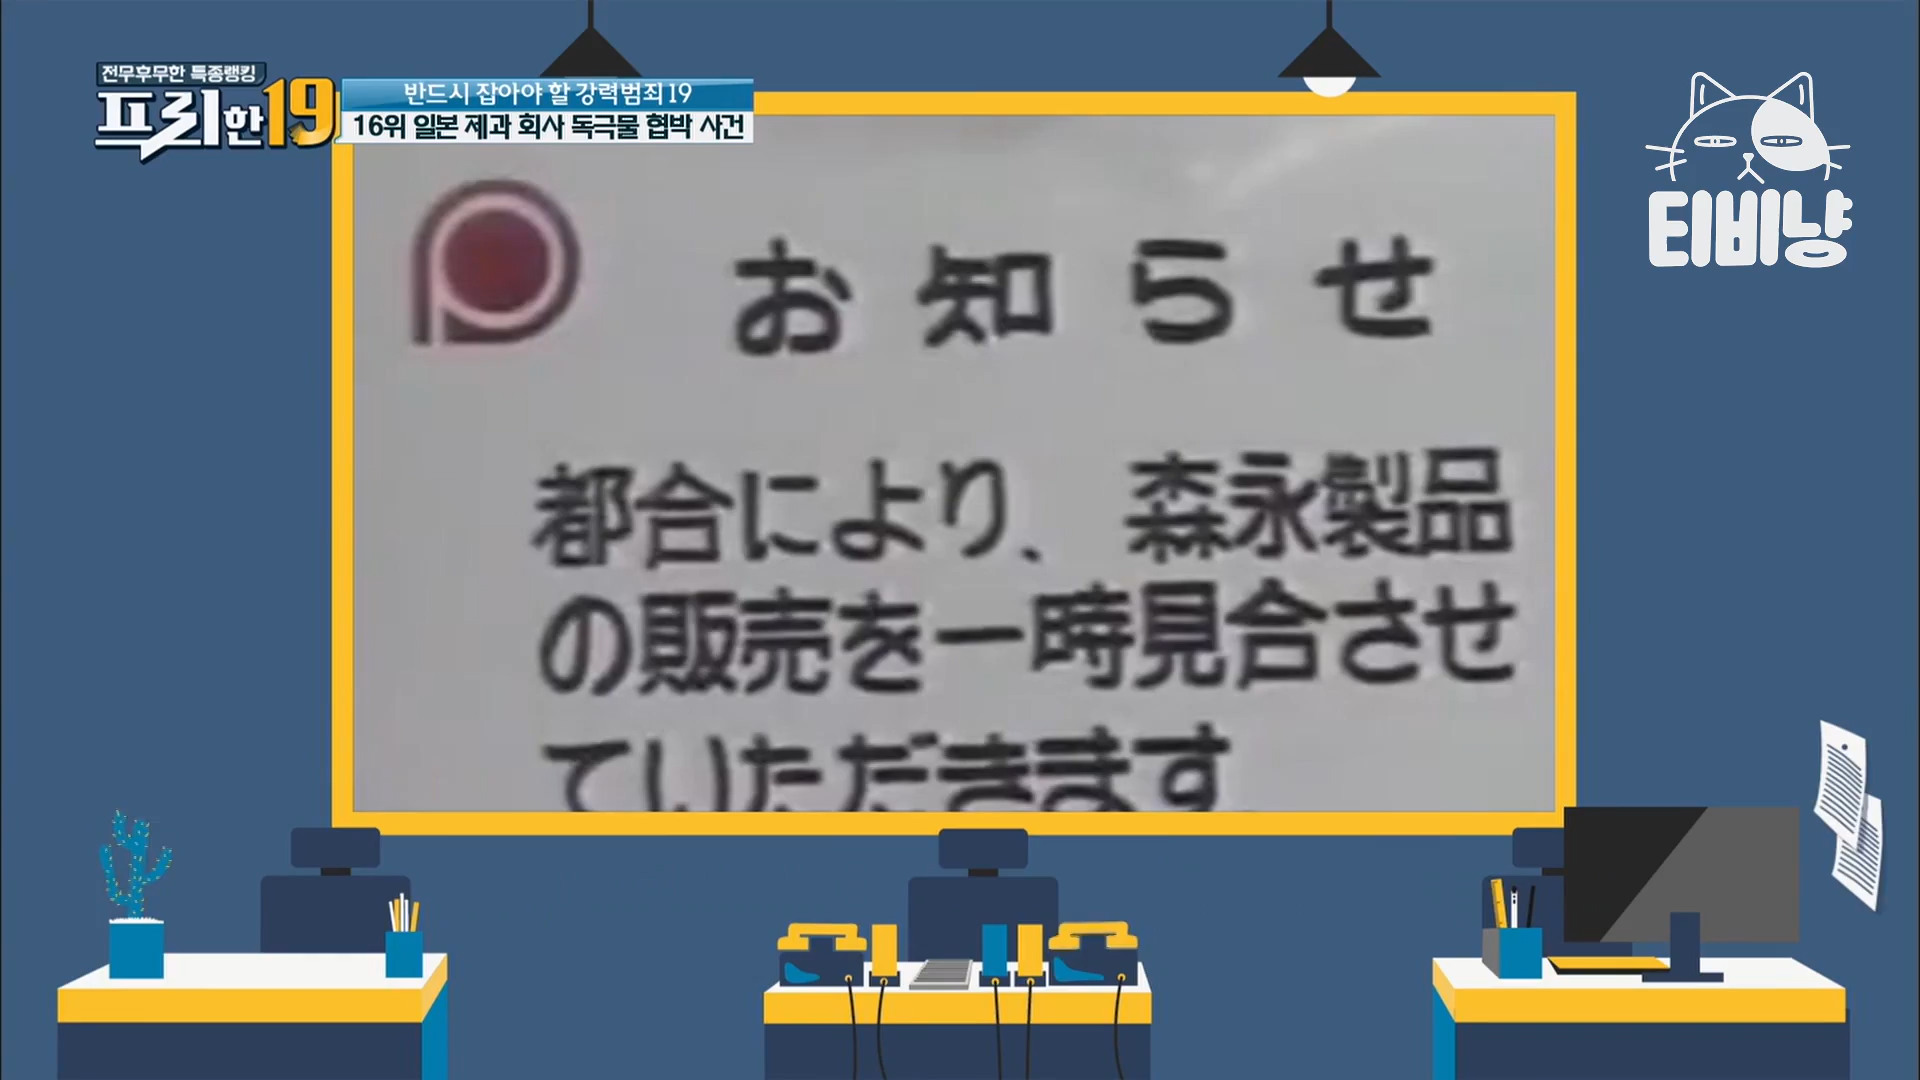 전무후무한 특종랭킹
프리한19
반드시 잡아야 할 강력범죄19
16위 일본 제과 회사 독극물 협박 사건
티비냥
お知らせ
都合により、森永製品
の販売を一時見合させ
ていただきます